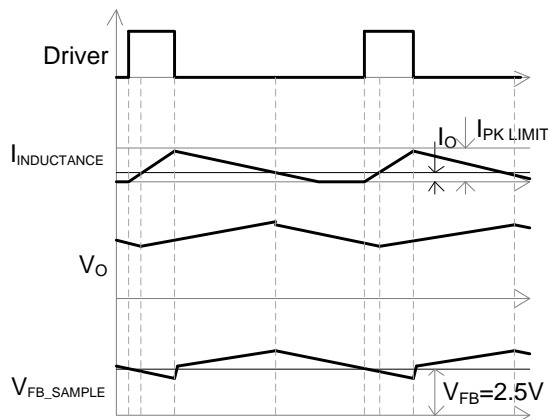 Driver
I_O
I_PK LIMIT
I_INDUCTANCE
V_O
V_FB_SAMPLE
V_FB=2.5V